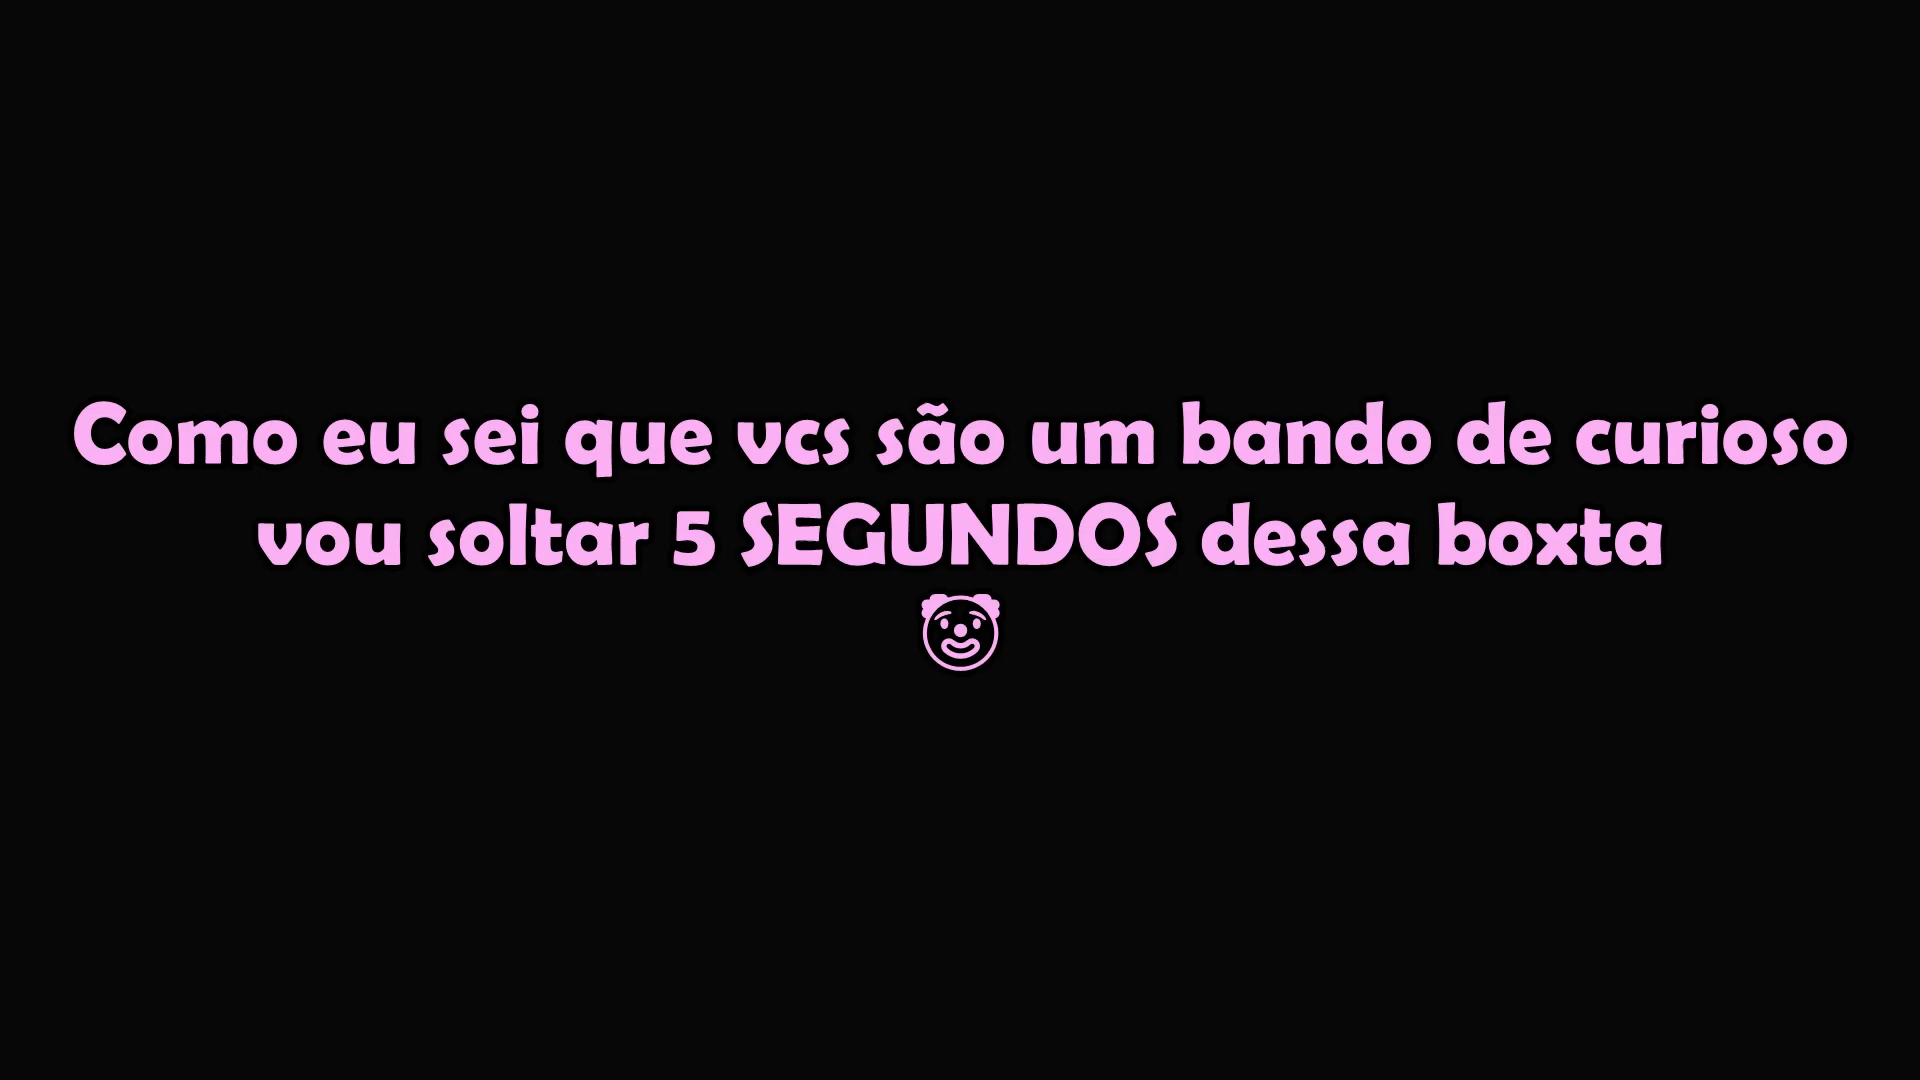 Como eu sei que vcs são um bando de curioso
vou soltar 5 SEGUNDOS dessa boxta
🤡